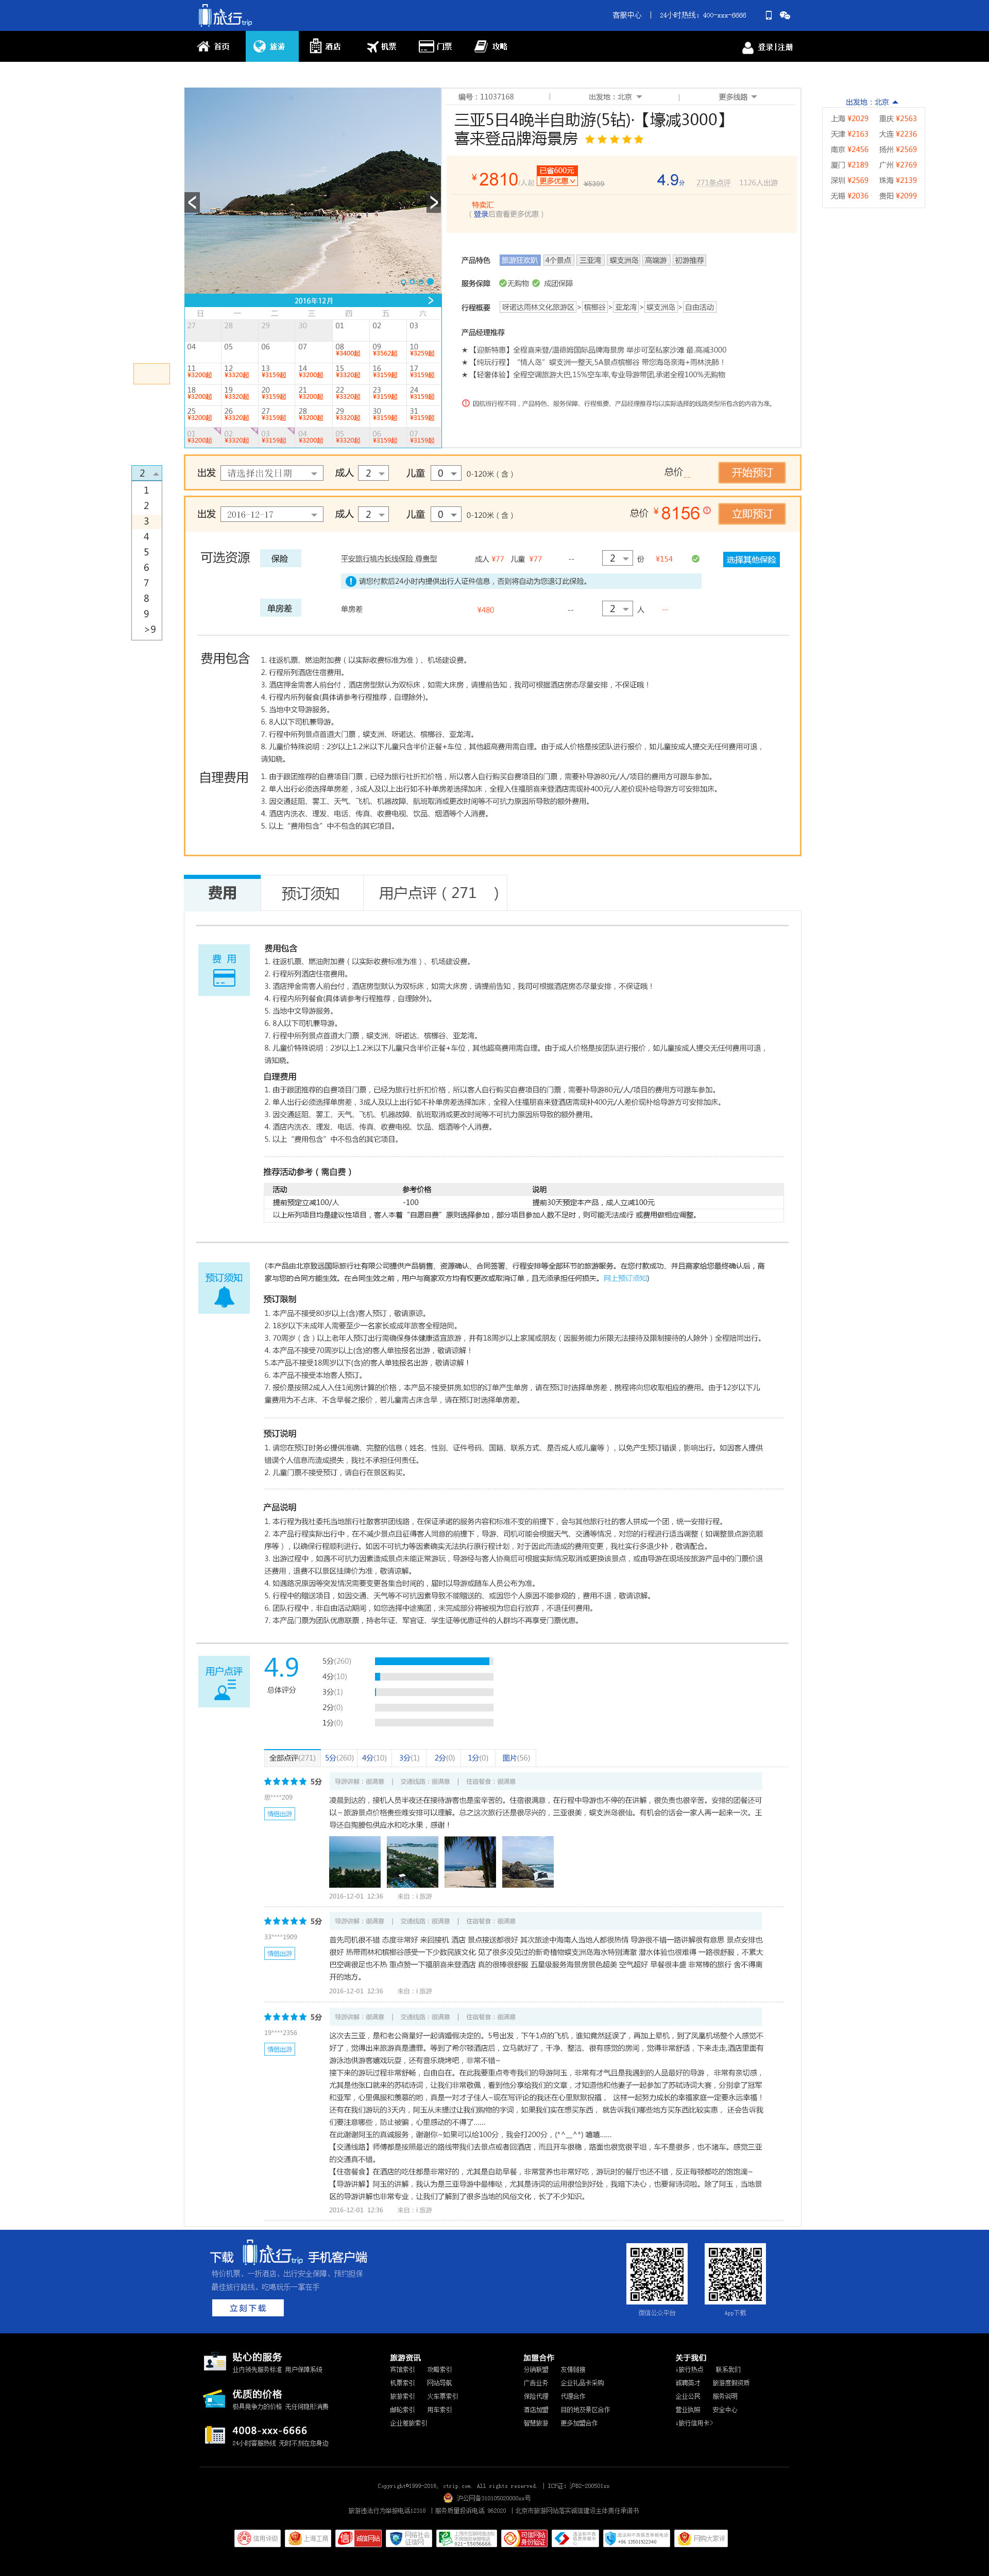 i旅行trip
客服中心 | 24小时热线: 400-xxx-6666
首页 旅游 酒店 机票 门票 攻略 登录|注册
编号：11037168 | 出发地：北京 | 更多线路
出发地：北京
上海 ¥2029 重庆 ¥2563
天津 ¥2163 大连 ¥2236
南京 ¥2456 扬州 ¥2569
厦门 ¥2189 广州 ¥2769
深圳 ¥2569 珠海 ¥2139
无锡 ¥2036 贵阳 ¥2099
三亚5日4晚半自助游(5钻)·【壕减3000】
喜来登品牌海景房
¥2810/人起 已省600元 更多优惠 ¥5399 4.9分 271条点评 1126人出游
特卖汇
（登录后查看更多优惠）
产品特色 旅游狂欢趴 4个景点 三亚湾 蜈支洲岛 高端游 初游推荐
服务保障 无购物 成团保障
行程概要 呀诺达雨林文化旅游区>槟榔谷>亚龙湾>蜈支洲岛>自由活动
产品经理推荐
★【迎新特惠】全程喜来登/温德姆国际品牌海景房 举步可至私家沙滩 最.高减3000
★【纯玩行程】“情人岛”蜈支洲一整天,5A景点槟榔谷 带您海岛亲海+雨林洗肺！
★【轻奢体验】全程空调旅游大巴,15%空车率,专业导游带团,承诺全程100%无购物
因航班行程不同，产品特色、服务保障、行程概要、产品经理推荐均以实际选择的线路类型所包含的内容为准。
2016年12月
日 一 二 三 四 五 六
27 28 29 30 01 02 03
04 05 06 07 08 09 10
¥3400起 ¥3562起 ¥3259起
11 12 13 14 15 16 17
¥3200起 ¥3320起 ¥3159起 ¥3200起 ¥3320起 ¥3159起 ¥3159起
18 19 20 21 22 23 24
¥3200起 ¥3320起 ¥3159起 ¥3200起 ¥3320起 ¥3159起 ¥3159起
25 26 27 28 29 30 31
¥3200起 ¥3320起 ¥3159起 ¥3200起 ¥3320起 ¥3159起 ¥3159起
01 02 03 04 05 06 07
¥3200起 ¥3320起 ¥3159起 ¥3200起 ¥3320起 ¥3159起 ¥3159起
2
1
2
3
4
5
6
7
8
9
>9
出发 请选择出发日期 成人 2 儿童 0 0-120米（含） 总价__ 开始预订
出发 2016-12-17 成人 2 儿童 0 0-120米（含） 总价 ¥8156 立即预订
可选资源 保险 平安旅行境内长线保险 尊贵型 成人 ¥77 儿童 ¥77 -- 2 份 ¥154 选择其他保险
请您付款后24小时内提供出行人证件信息，否则将自动为您退订此保险。
单房差 单房差 ¥480 -- 2 人 --
费用包含
1. 往返机票、燃油附加费（以实际收费标准为准）、机场建设费。
2. 行程所列酒店住宿费用。
3. 酒店押金需客人前台付，酒店房型默认为双标床，如需大床房，请提前告知，我司可根据酒店房态尽量安排，不保证哦！
4. 行程内所列餐食(具体请参考行程推荐，自理除外)。
5. 当地中文导游服务。
6. 8人以下司机兼导游。
7. 行程中所列景点首道大门票，蜈支洲、呀诺达、槟榔谷、亚龙湾。
8. 儿童价特殊说明：2岁以上1.2米以下儿童只含半价正餐+车位，其他超高费用需自理。由于成人价格是按团队进行报价，如儿童按成人提交无任何费用可退，
请知晓。
自理费用
1. 由于跟团推荐的自费项目门票，已经为旅行社折扣价格，所以客人自行购买自费项目的门票，需要补导游80元/人/项目的费用方可跟车参加。
2. 单人出行必须选择单房差，3成人及以上出行如不补单房差选择加床，全程入住福朋喜来登酒店需现补400元/人差价现补给导游方可安排加床。
3. 因交通延阻、罢工、天气、飞机、机器故障、航班取消或更改时间等不可抗力原因所导致的额外费用。
4. 酒店内洗衣、理发、电话、传真、收费电视、饮品、烟酒等个人消费。
5. 以上“费用包含”中不包含的其它项目。
费用 预订须知 用户点评（271 ）
费 用
费用包含
1. 往返机票、燃油附加费（以实际收费标准为准）、机场建设费。
2. 行程所列酒店住宿费用。
3. 酒店押金需客人前台付，酒店房型默认为双标床，如需大床房，请提前告知，我司可根据酒店房态尽量安排，不保证哦！
4. 行程内所列餐食(具体请参考行程推荐，自理除外)。
5. 当地中文导游服务。
6. 8人以下司机兼导游。
7. 行程中所列景点首道大门票，蜈支洲、呀诺达、槟榔谷、亚龙湾。
8. 儿童价特殊说明：2岁以上1.2米以下儿童只含半价正餐+车位，其他超高费用需自理。由于成人价格是按团队进行报价，如儿童按成人提交无任何费用可退，
请知晓。
自理费用
1. 由于跟团推荐的自费项目门票，已经为旅行社折扣价格，所以客人自行购买自费项目的门票，需要补导游80元/人/项目的费用方可跟车参加。
2. 单人出行必须选择单房差，3成人及以上出行如不补单房差选择加床，全程入住福朋喜来登酒店需现补400元/人差价现补给导游方可安排加床。
3. 因交通延阻、罢工、天气、飞机、机器故障、航班取消或更改时间等不可抗力原因所导致的额外费用。
4. 酒店内洗衣、理发、电话、传真、收费电视、饮品、烟酒等个人消费。
5. 以上“费用包含”中不包含的其它项目。
推荐活动参考（需自费）
活动 参考价格 说明
提前预定立减100/人 -100 提前30天预定本产品，成人立减100元
以上所列项目均是建议性项目，客人本着“自愿自费”原则选择参加，部分项目参加人数不足时，则可能无法成行 或费用做相应调整。
预订须知
(本产品由北京致远国际旅行社有限公司提供产品销售、资源确认、合同签署、行程安排等全部环节的旅游服务。在您付款成功、并且商家给您最终确认后，商
家与您的合同方能生效。在合同生效之前，用户与商家双方均有权更改或取消订单，且无须承担任何损失。网上预订须知)
预订限制
1. 本产品不接受80岁以上(含)客人预订，敬请原谅。
2. 18岁以下未成年人需要至少一名家长或成年旅客全程陪同。
3. 70周岁（含）以上老年人预订出行需确保身体健康适宜旅游，并有18周岁以上家属或朋友（因服务能力所限无法接待及限制接待的人除外）全程陪同出行。
4. 本产品不接受70周岁以上(含)的客人单独报名出游，敬请谅解！
5.本产品不接受18周岁以下(含)的客人单独报名出游，敬请谅解！
6. 本产品不接受本地客人预订。
7. 报价是按照2成人入住1间房计算的价格，本产品不接受拼房,如您的订单产生单房，请在预订时选择单房差，携程将向您收取相应的费用。由于12岁以下儿
童费用为不占床、不含早餐之报价，若儿童需占床含早，请在预订时选择单房差。
预订说明
1. 请您在预订时务必提供准确、完整的信息（姓名、性别、证件号码、国籍、联系方式、是否成人或儿童等），以免产生预订错误，影响出行。如因客人提供
错误个人信息而造成损失，我社不承担任何责任。
2. 儿童门票不接受预订，请自行在景区购买。
产品说明
1. 本行程为我社委托当地旅行社散客拼团线路，在保证承诺的服务内容和标准不变的前提下，会与其他旅行社的客人拼成一个团，统一安排行程。
2. 本产品行程实际出行中，在不减少景点且征得客人同意的前提下，导游、司机可能会根据天气、交通等情况，对您的行程进行适当调整（如调整景点游览顺
序等），以确保行程顺利进行。如因不可抗力等因素确实无法执行原行程计划，对于因此而造成的费用变更，我社实行多退少补，敬请配合。
3. 出游过程中，如遇不可抗力因素造成景点未能正常游玩，导游经与客人协商后可根据实际情况取消或更换该景点，或由导游在现场按旅游产品中的门票价退
还费用，退费不以景区挂牌价为准，敬请谅解。
4. 如遇路况原因等突发情况需要变更各集合时间的，届时以导游或随车人员公布为准。
5. 行程中的赠送项目，如因交通、天气等不可抗因素导致不能赠送的、或因您个人原因不能参观的，费用不退，敬请谅解。
6. 团队行程中，非自由活动期间，如您选择中途离团，未完成部分将被视为您自行放弃，不退任何费用。
7. 本产品门票为团队优惠联票，持老年证、军官证、学生证等优惠证件的人群均不再享受门票优惠。
用户点评
4.9
总体评分
5分(260)
4分(10)
3分(1)
2分(0)
1分(0)
全部点评(271) 5分(260) 4分(10) 3分(1) 2分(0) 1分(0) 图片(56)
5分 导游讲解：很满意 | 交通线路：很满意 | 住宿餐食：很满意
思****209
情侣出游
凌晨到达的，接机人员半夜还在接待游客也是蛮辛苦的。住宿很满意，在行程中导游也不停的在讲解，很负责也很辛苦。安排的团餐还可
以～旅游景点价格贵些难安排可以理解。总之这次旅行还是很尽兴的，三亚很美，蜈支洲岛很仙。有机会的话会一家人再一起来一次。王
导还自掏腰包供应水和吃水果，感谢！
2016-12-01 12:36 来自：i 旅游
5分 导游讲解：很满意 | 交通线路：很满意 | 住宿餐食：很满意
33****1909
情侣出游
首先司机很不错 态度非常好 来回接机 酒店 景点接送都很好 其次旅途中海南人当地人都很热情 导游很不错一路讲解很有意思 景点安排也
很好 热带雨林和槟榔谷感受一下少数民族文化 见了很多没见过的新奇植物蜈支洲岛海水特别清澈 潜水体验也很难得 一路很舒服，不累大
巴空调很足也不热 重点赞一下福朋喜来登酒店 真的很棒很舒服 五星级服务海景房景色超美 空气超好 早餐很丰盛 非常棒的旅行 舍不得离
开的地方。
2016-12-01 12:36 来自：i 旅游
5分 导游讲解：很满意 | 交通线路：很满意 | 住宿餐食：很满意
19****2356
情侣出游
这次去三亚，是和老公商量好一起请婚假决定的。5号出发，下午1点的飞机，谁知竟然延误了，再加上晕机，到了凤凰机场整个人感觉不
好了，觉得出来旅游真是遭罪。等到了希尔顿酒店后，立马就好了，干净、整洁、很有感觉的房间，觉得非常舒适，下来走走,酒店里面有
游泳池供游客嬉戏玩耍，还有音乐烧烤吧，非常不错~
接下来的游玩过程非常舒畅，自由自在。在此我要重点夸夸我们的导游阿玉，非常有才气且是我遇到的人品最好的导游， 非常有亲切感，
尤其是他张口就来的苏轼诗词，让我们非常敬佩，看到他分享给我们的文章，才知道他和他妻子一起参加了苏轼诗词大赛，分别拿了冠军
和亚军，心里佩服和羡慕的哟，真是一对才子佳人~现在写评论的我还在心里默默祝福， 这样一起努力成长的幸福家庭一定要永远幸福！
还有在我们游玩的3天内，阿玉从未提过让我们购物的字词，如果我们实在想买东西， 就告诉我们哪些地方买东西比较实惠， 还会告诉我
们要注意哪些，防止被骗，心里感动的不得了......
在此谢谢阿玉的真诚服务，谢谢你~如果可以给100分，我会打200分，(*^__^*) 嘻嘻......
【交通线路】师傅都是按照最近的路线带我们去景点或者回酒店，而且开车很稳，路面也很宽很平坦，车不是很多，也不堵车。感觉三亚
的交通真不错。
【住宿餐食】在酒店的吃住都是非常好的，尤其是自助早餐，非常营养也非常好吃，游玩时的餐厅也还不错，反正每顿都吃的饱饱滴~
【导游讲解】阿玉的讲解，我认为是三亚导游中最棒哒，尤其是诗词的运用很恰到好处，我暗下决心，也要背诗词啦。除了阿玉，当地景
区的导游讲解也非常专业，让我们了解到了很多当地的风俗文化，长了不少知识。
2016-12-01 12:36 来自：i 旅游
下载 i旅行trip 手机客户端
特价机票、一折酒店、出行安全保障、预约担保
最佳旅行路线、吃喝玩乐一掌在手
立刻下载
微信公众平台 App下载
贴心的服务
业内领先服务标准 用户保障系统
优质的价格
极具竞争力的价格 无任何隐形消费
4008-xxx-6666
24小时客服热线 无时不刻在您身边
旅游资讯
宾馆索引 攻略索引
机票索引 网站导航
旅游索引 火车票索引
邮轮索引 用车索引
企业差旅索引
加盟合作
分销联盟 友情链接
广告业务 企业礼品卡采购
保险代理 代理合作
酒店加盟 目的地及景区合作
智慧旅游 更多加盟合作
关于我们
i旅行热点 联系我们
诚聘英才 旅游度假资质
企业公民 服务说明
营业执照 安全中心
i旅行信用卡>
Copyright©1999-2016, ctrip.com. All rights reserved. | ICP证：沪B2-200501xx
沪公网备310105020000xx号
旅游违法行为举报电话12318 | 服务质量投诉电话 962020 | 北京市旅游网站落实诚信建设主体责任承诺书
信用评级 上海工商 诚信网站 网络社会征信网 021-33036666 可信网站身份验证 +86 13501922240 网购大家评